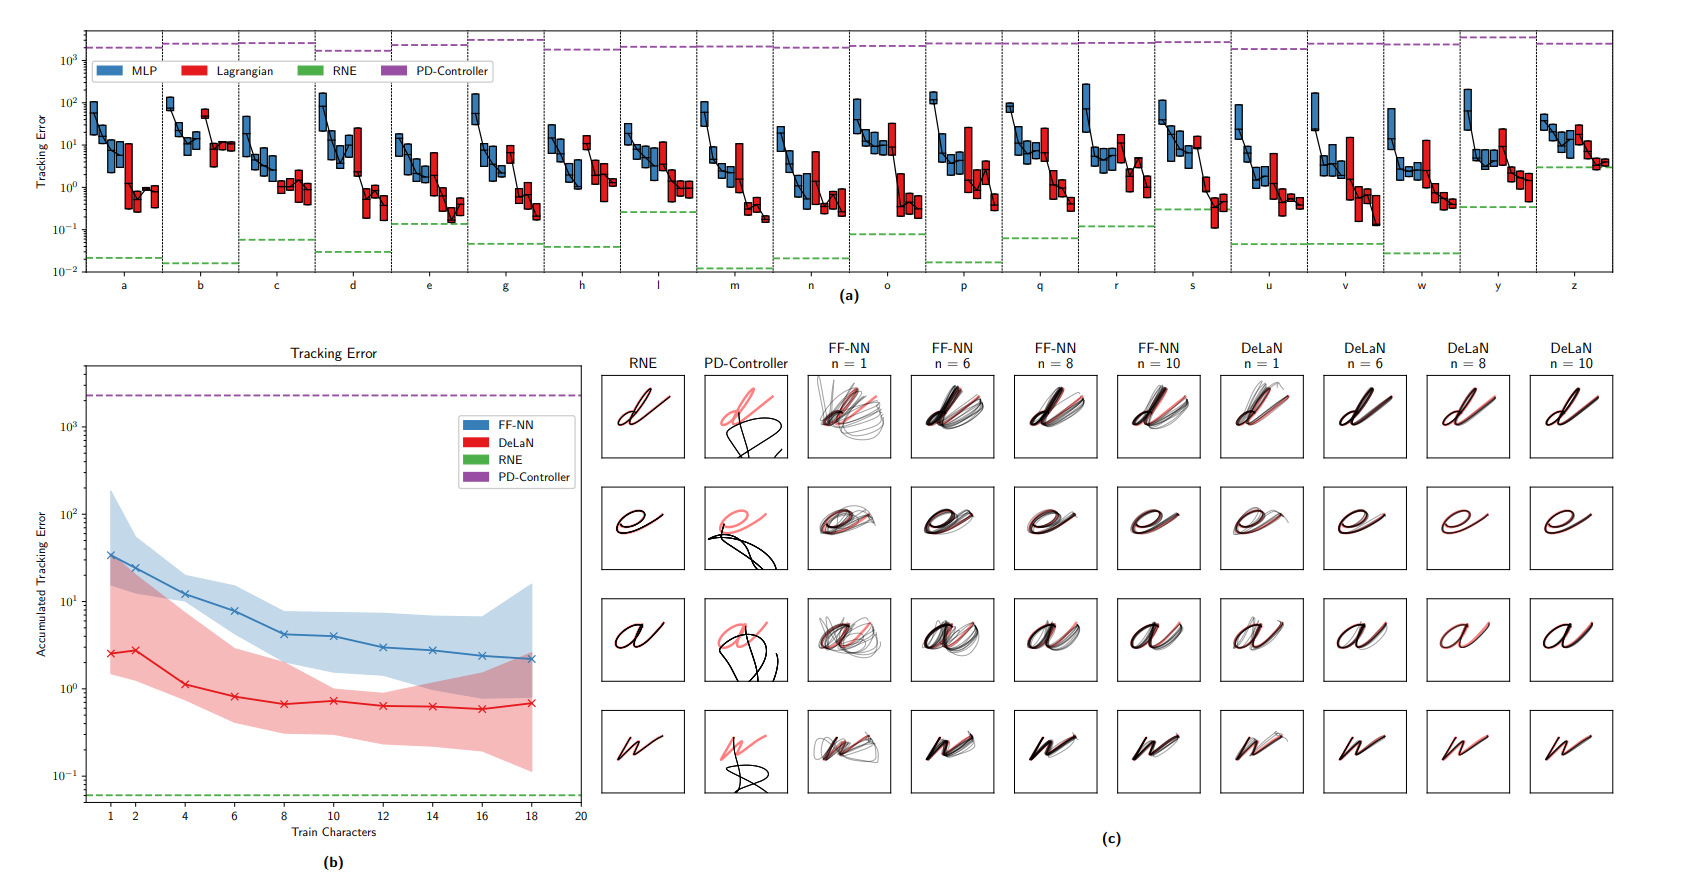 10³
10²
10¹
10⁰
10⁻¹
10⁻²
Tracking Error
MLP Lagrangian RNE PD-Controller
a b c d e g h l m n o p q r s u v w y z
(a)
Tracking Error
10³
10²
10¹
10⁰
10⁻¹
Accumulated Tracking Error
FF-NN
DeLaN
RNE
PD-Controller
1 2 4 6 8 10 12 14 16 18 20
Train Characters
(b)
FF-NN FF-NN FF-NN FF-NN DeLaN DeLaN DeLaN DeLaN
RNE PD-Controller n = 1 n = 6 n = 8 n = 10 n = 1 n = 6 n = 8 n = 10
d d d d d d d d d d
e e e e e e e e e e
a a a a a a a a a a
n n n n n n n n n n
(c)